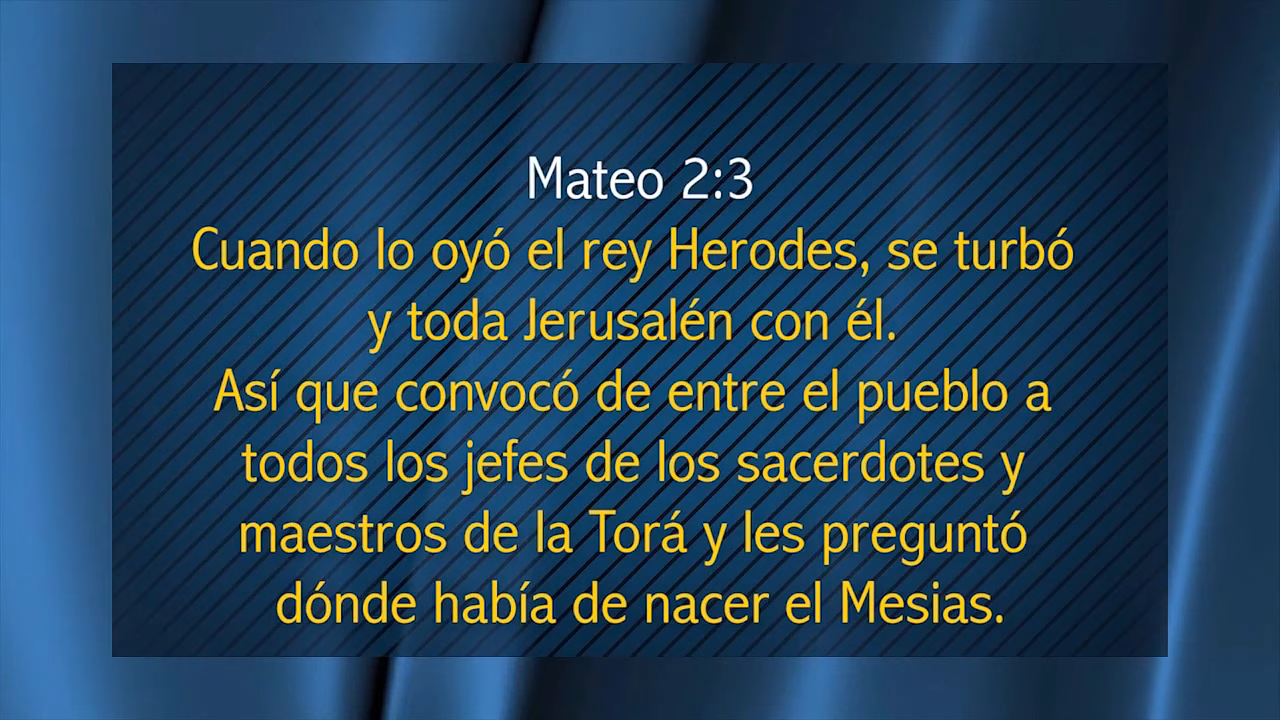 Mateo 2:3
Cuando lo oyó el rey Herodes, se turbó
y toda Jerusalén con él.
Así que convocó de entre el pueblo a
todos los jefes de los sacerdotes y
maestros de la Torá y les preguntó
dónde había de nacer el Mesias.